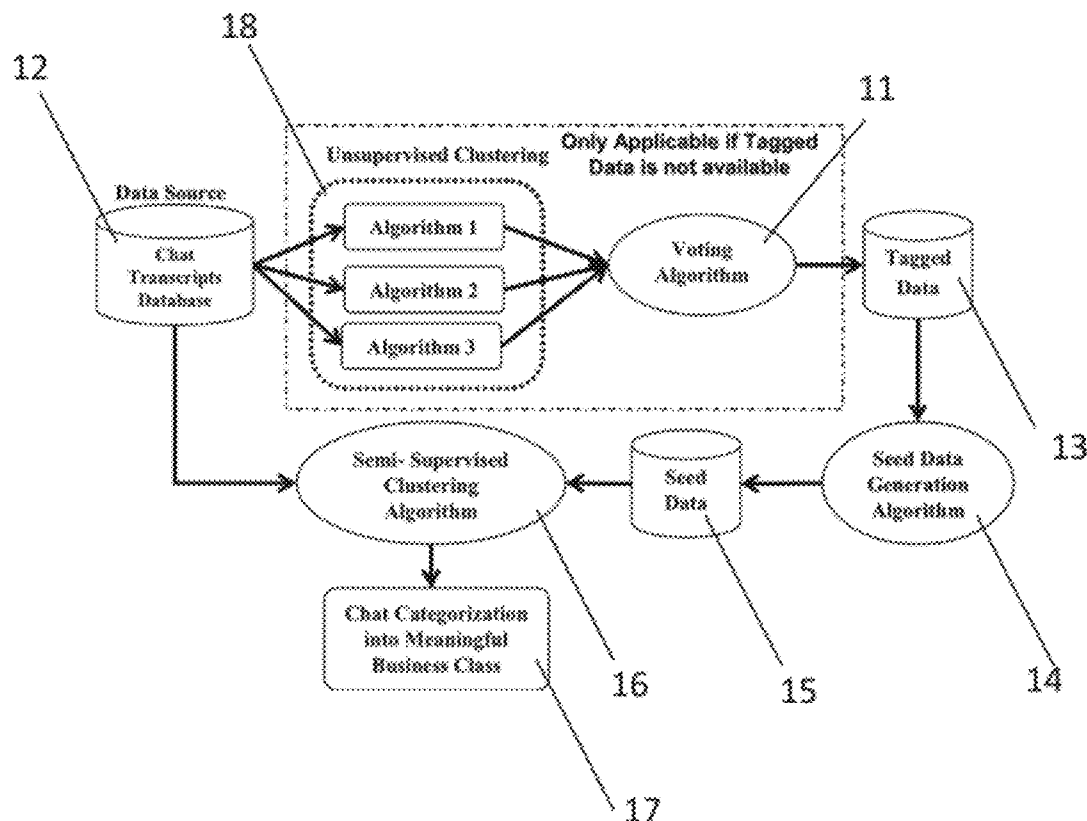 18
12
11
Only Applicable if Tagged
Data is not available
Unsupervised Clustering
Data Source
Chat
Transcripts
Database
Algorithm 1
Algorithm 2
Algorithm 3
Voting
Algorithm
Tagged
Data
13
Semi- Supervised
Clustering
Algorithm
Seed
Data
Seed Data
Generation
Algorithm
Chat Categorization
into Meaningful
Business Class
16
15
14
17